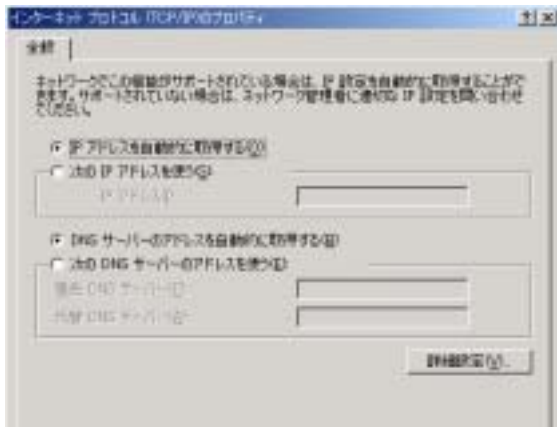 インターネット プロトコル (TCP/IP)のプロパティ
全般
ネットワークでこの機能がサポートされている場合は、IP 設定を自動的に取得することがで
きます。サポートされていない場合は、ネットワーク管理者に適切な IP 設定を問い合わせ
てください。
IP アドレスを自動的に取得する(O)
次の IP アドレスを使う(S)
IP アドレス(I)
DNS サーバーのアドレスを自動的に取得する(B)
次の DNS サーバーのアドレスを使う(E)
優先 DNS サーバー(P)
代替 DNS サーバー(A)
詳細設定(V)...